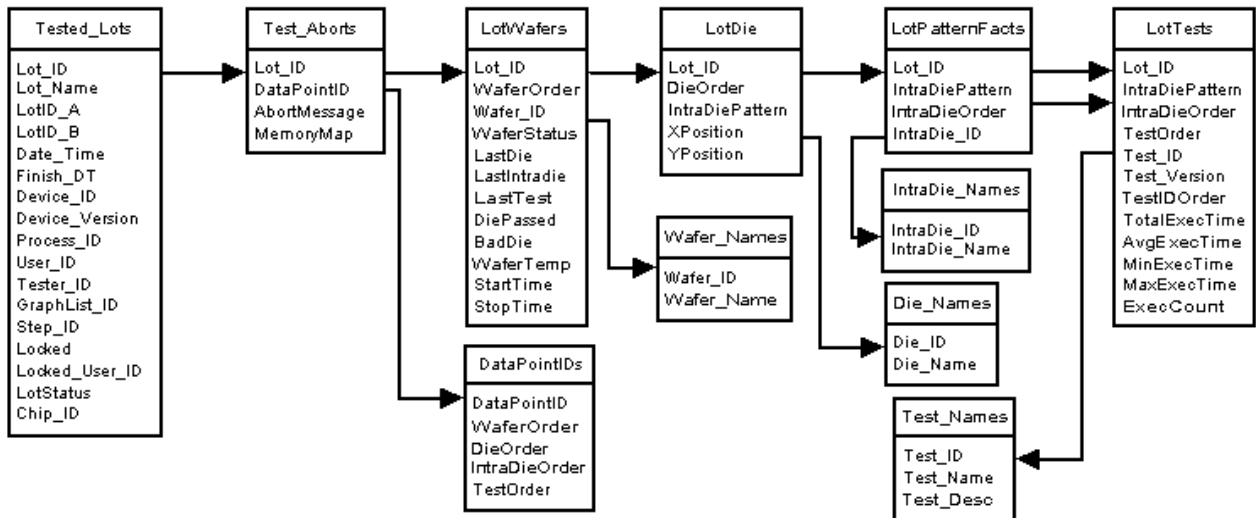 Tested_Lots
Lot_ID
Lot_Name
LotID_A
LotID_B
Date_Time
Finish_DT
Device_ID
Device_Version
Process_ID
User_ID
Tester_ID
GraphList_ID
Step_ID
Locked
Locked_User_ID
LotStatus
Chip_ID
Test_Aborts
Lot_ID
DataPointID
AbortMessage
MemoryMap
LotWafers
Lot_ID
WaferOrder
Wafer_ID
WaferStatus
LastDie
LastIntradie
LastTest
DiePassed
BadDie
WaferTemp
StartTime
StopTime
DataPointIDs
DataPointID
WaferOrder
DieOrder
IntraDieOrder
TestOrder
LotDie
Lot_ID
DieOrder
IntraDiePattern
XPosition
YPosition
Wafer_Names
Wafer_ID
Wafer_Name
LotPatternFacts
Lot_ID
IntraDiePattern
IntraDieOrder
IntraDie_ID
IntraDie_Names
IntraDie_ID
IntraDie_Name
Die_Names
Die_ID
Die_Name
Test_Names
Test_ID
Test_Name
Test_Desc
LotTests
Lot_ID
IntraDiePattern
IntraDieOrder
TestOrder
Test_ID
Test_Version
TestIDOrder
TotalExecTime
AvgExecTime
MinExecTime
MaxExecTime
ExecCount